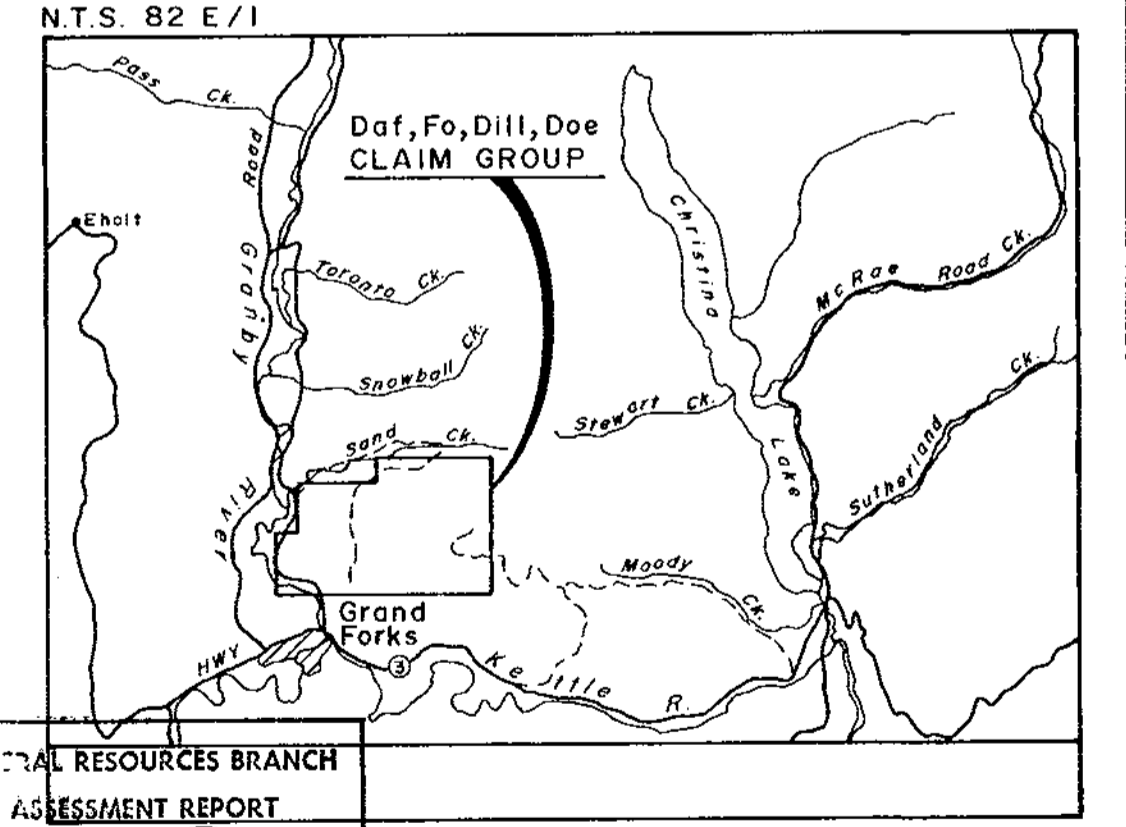 N.T.S. 82 E/1
Pass Ck.
Road
Daf, Fo, Dill, Doe
CLAIM GROUP
Eholt
Granby
River
Toronto Ck.
Snowball Ck.
Sand Ck.
Christina
Lake
McRae Road Ck.
Stewart Ck.
Sutherland Ck.
Moody Ck.
Grand
Forks
HWY
3
Kettle R.
RESOURCES BRANCH
ASSESSMENT REPORT